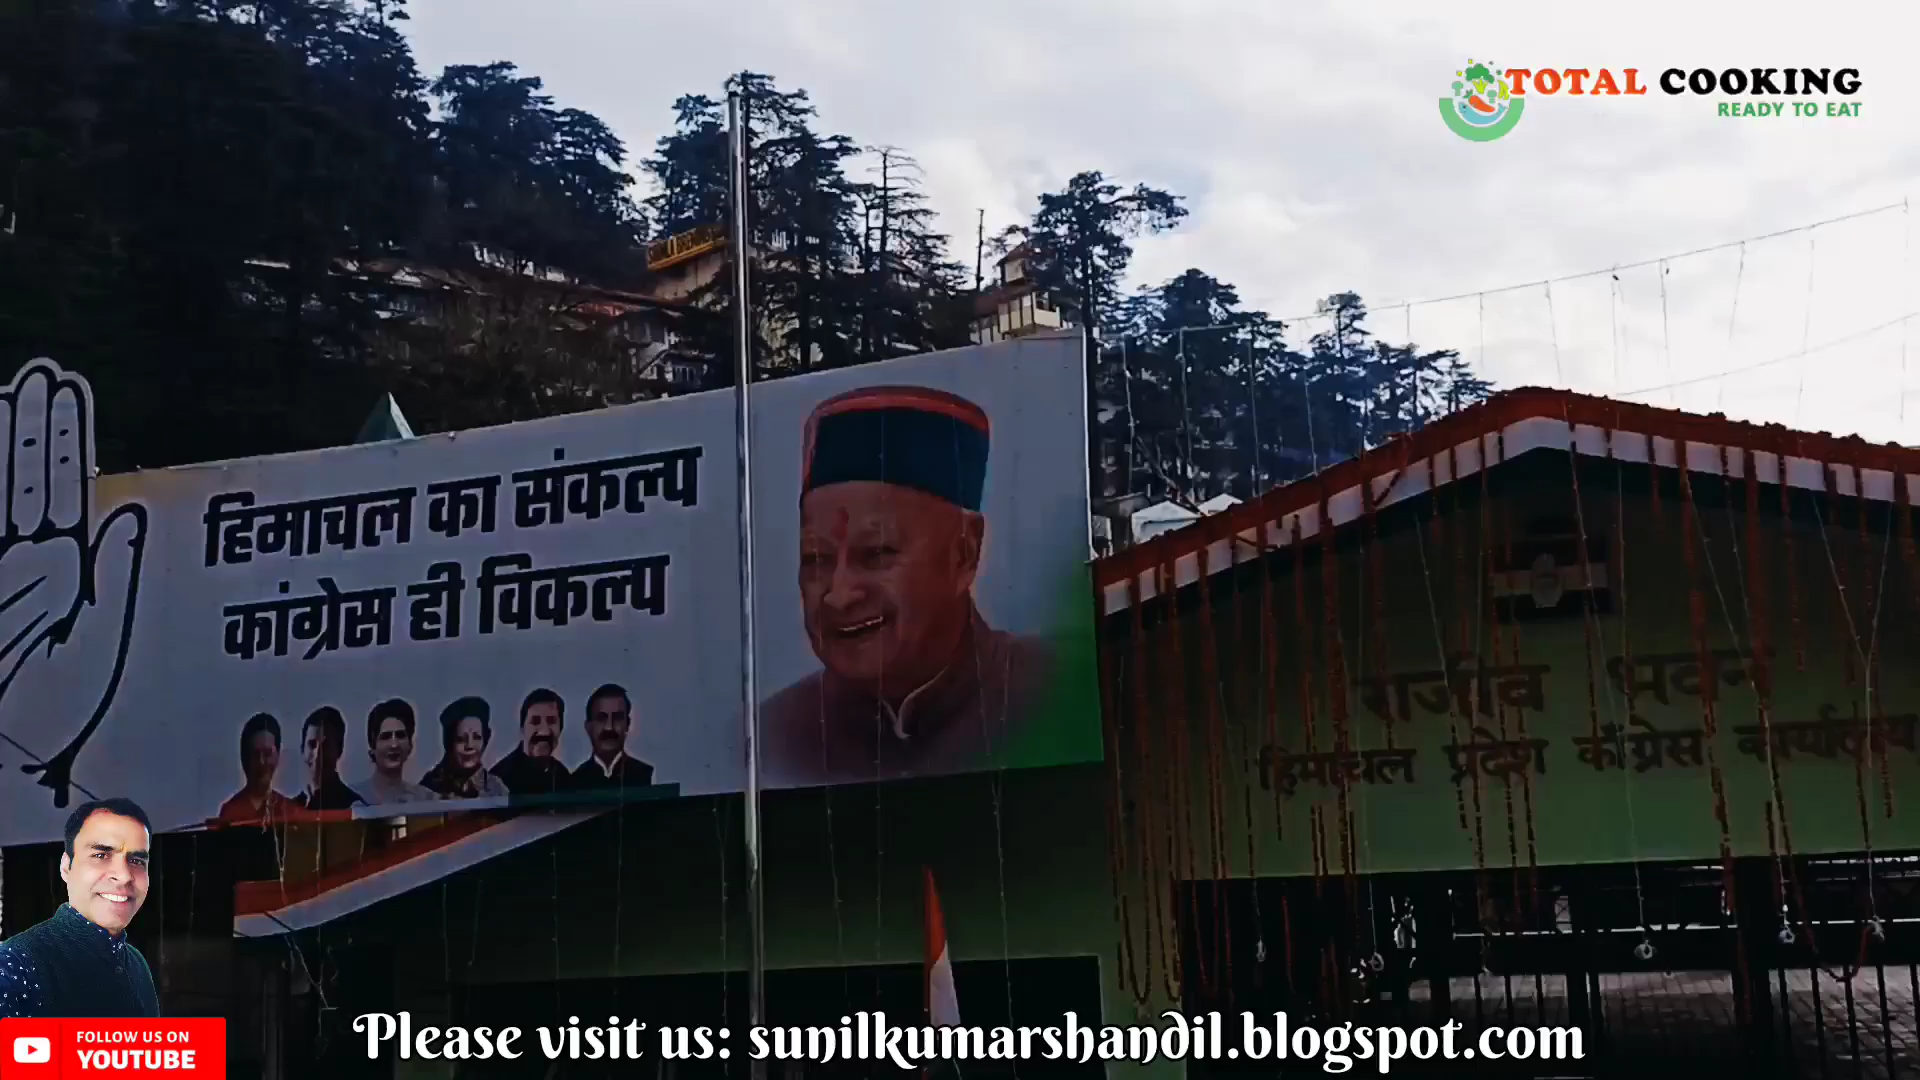 TOTAL COOKING
READY TO EAT
हिमाचल का संकल्प
कांग्रेस ही विकल्प
राजीव भवन
हिमाचल प्रदेश काँग्रेस कार्यालय
FOLLOW US ON
YOUTUBE
Please visit us: sunilkumarshandil.blogspot.com